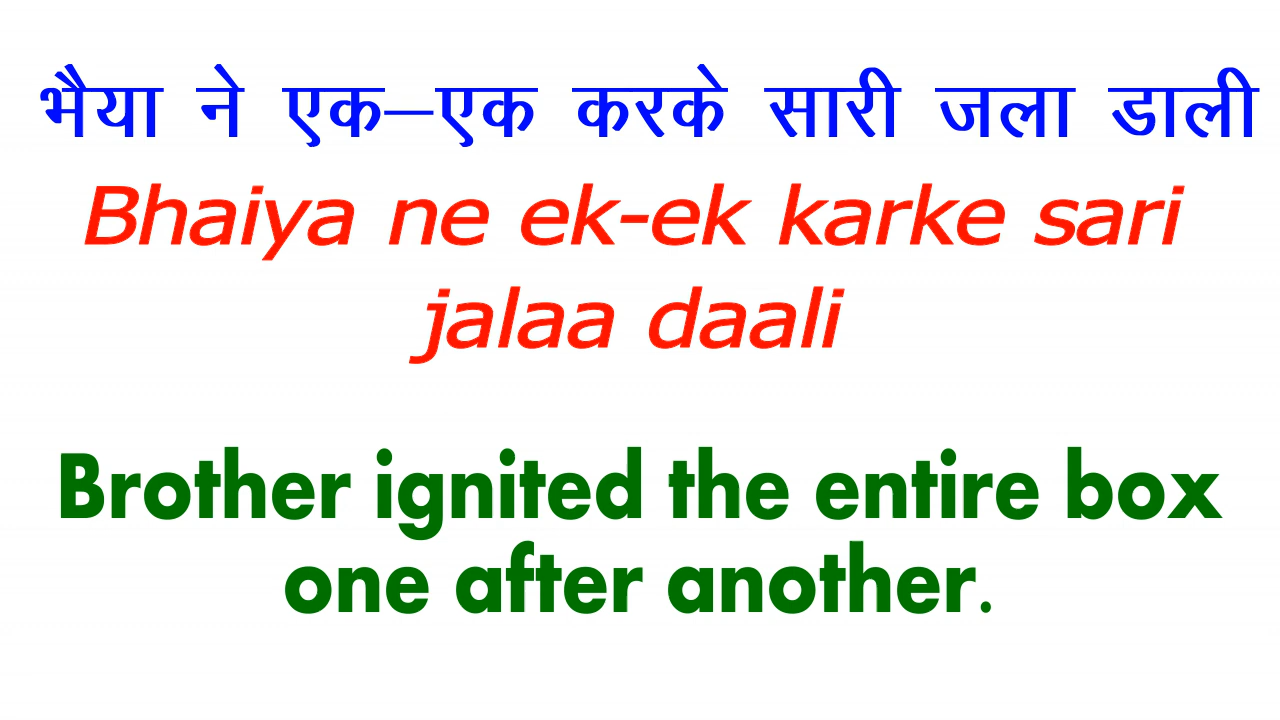 भैया ने एक–एक करके सारी जला डाली
Bhaiya ne ek-ek karke sari
jalaa daali
Brother ignited the entire box
one after another.